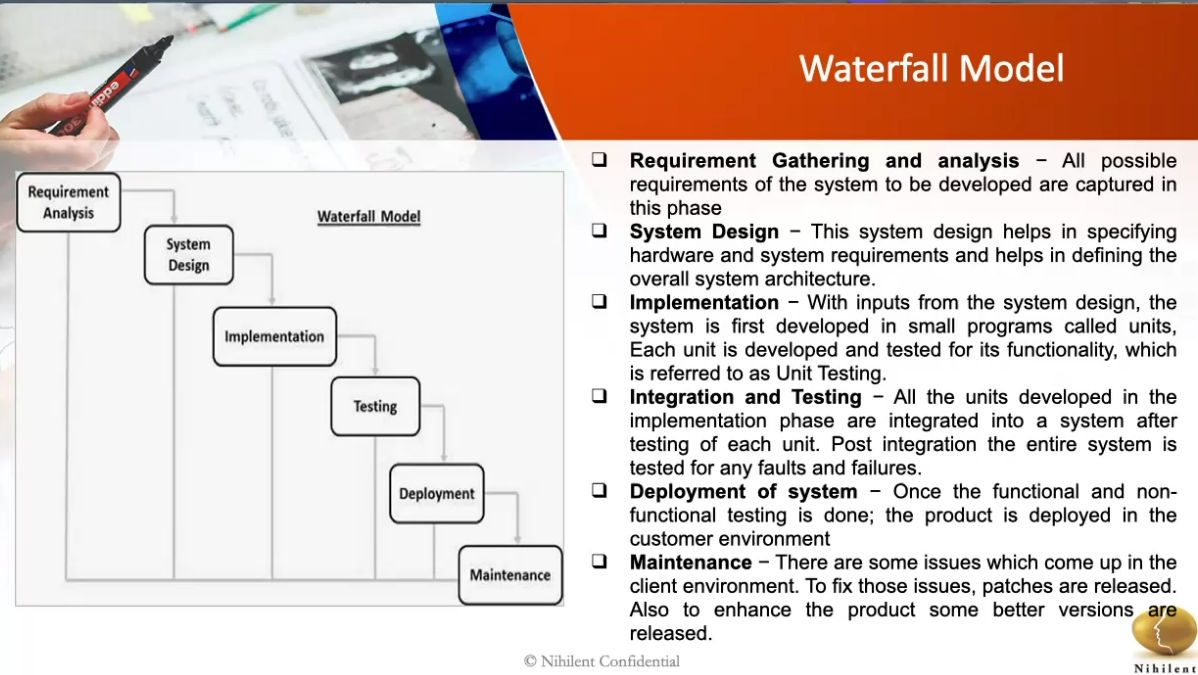 Waterfall Model
Requirement
Analysis
Waterfall Model
System
Design
Implementation
Testing
Deployment
Maintenance
❑ Requirement Gathering and analysis − All possible
requirements of the system to be developed are captured in
this phase
❑ System Design − This system design helps in specifying
hardware and system requirements and helps in defining the
overall system architecture.
❑ Implementation − With inputs from the system design, the
system is first developed in small programs called units,
Each unit is developed and tested for its functionality, which
is referred to as Unit Testing.
❑ Integration and Testing − All the units developed in the
implementation phase are integrated into a system after
testing of each unit. Post integration the entire system is
tested for any faults and failures.
❑ Deployment of system − Once the functional and non-
functional testing is done; the product is deployed in the
customer environment
❑ Maintenance − There are some issues which come up in the
client environment. To fix those issues, patches are released.
Also to enhance the product some better versions are
released.
© Nihilent Confidential
Nihilent
edding